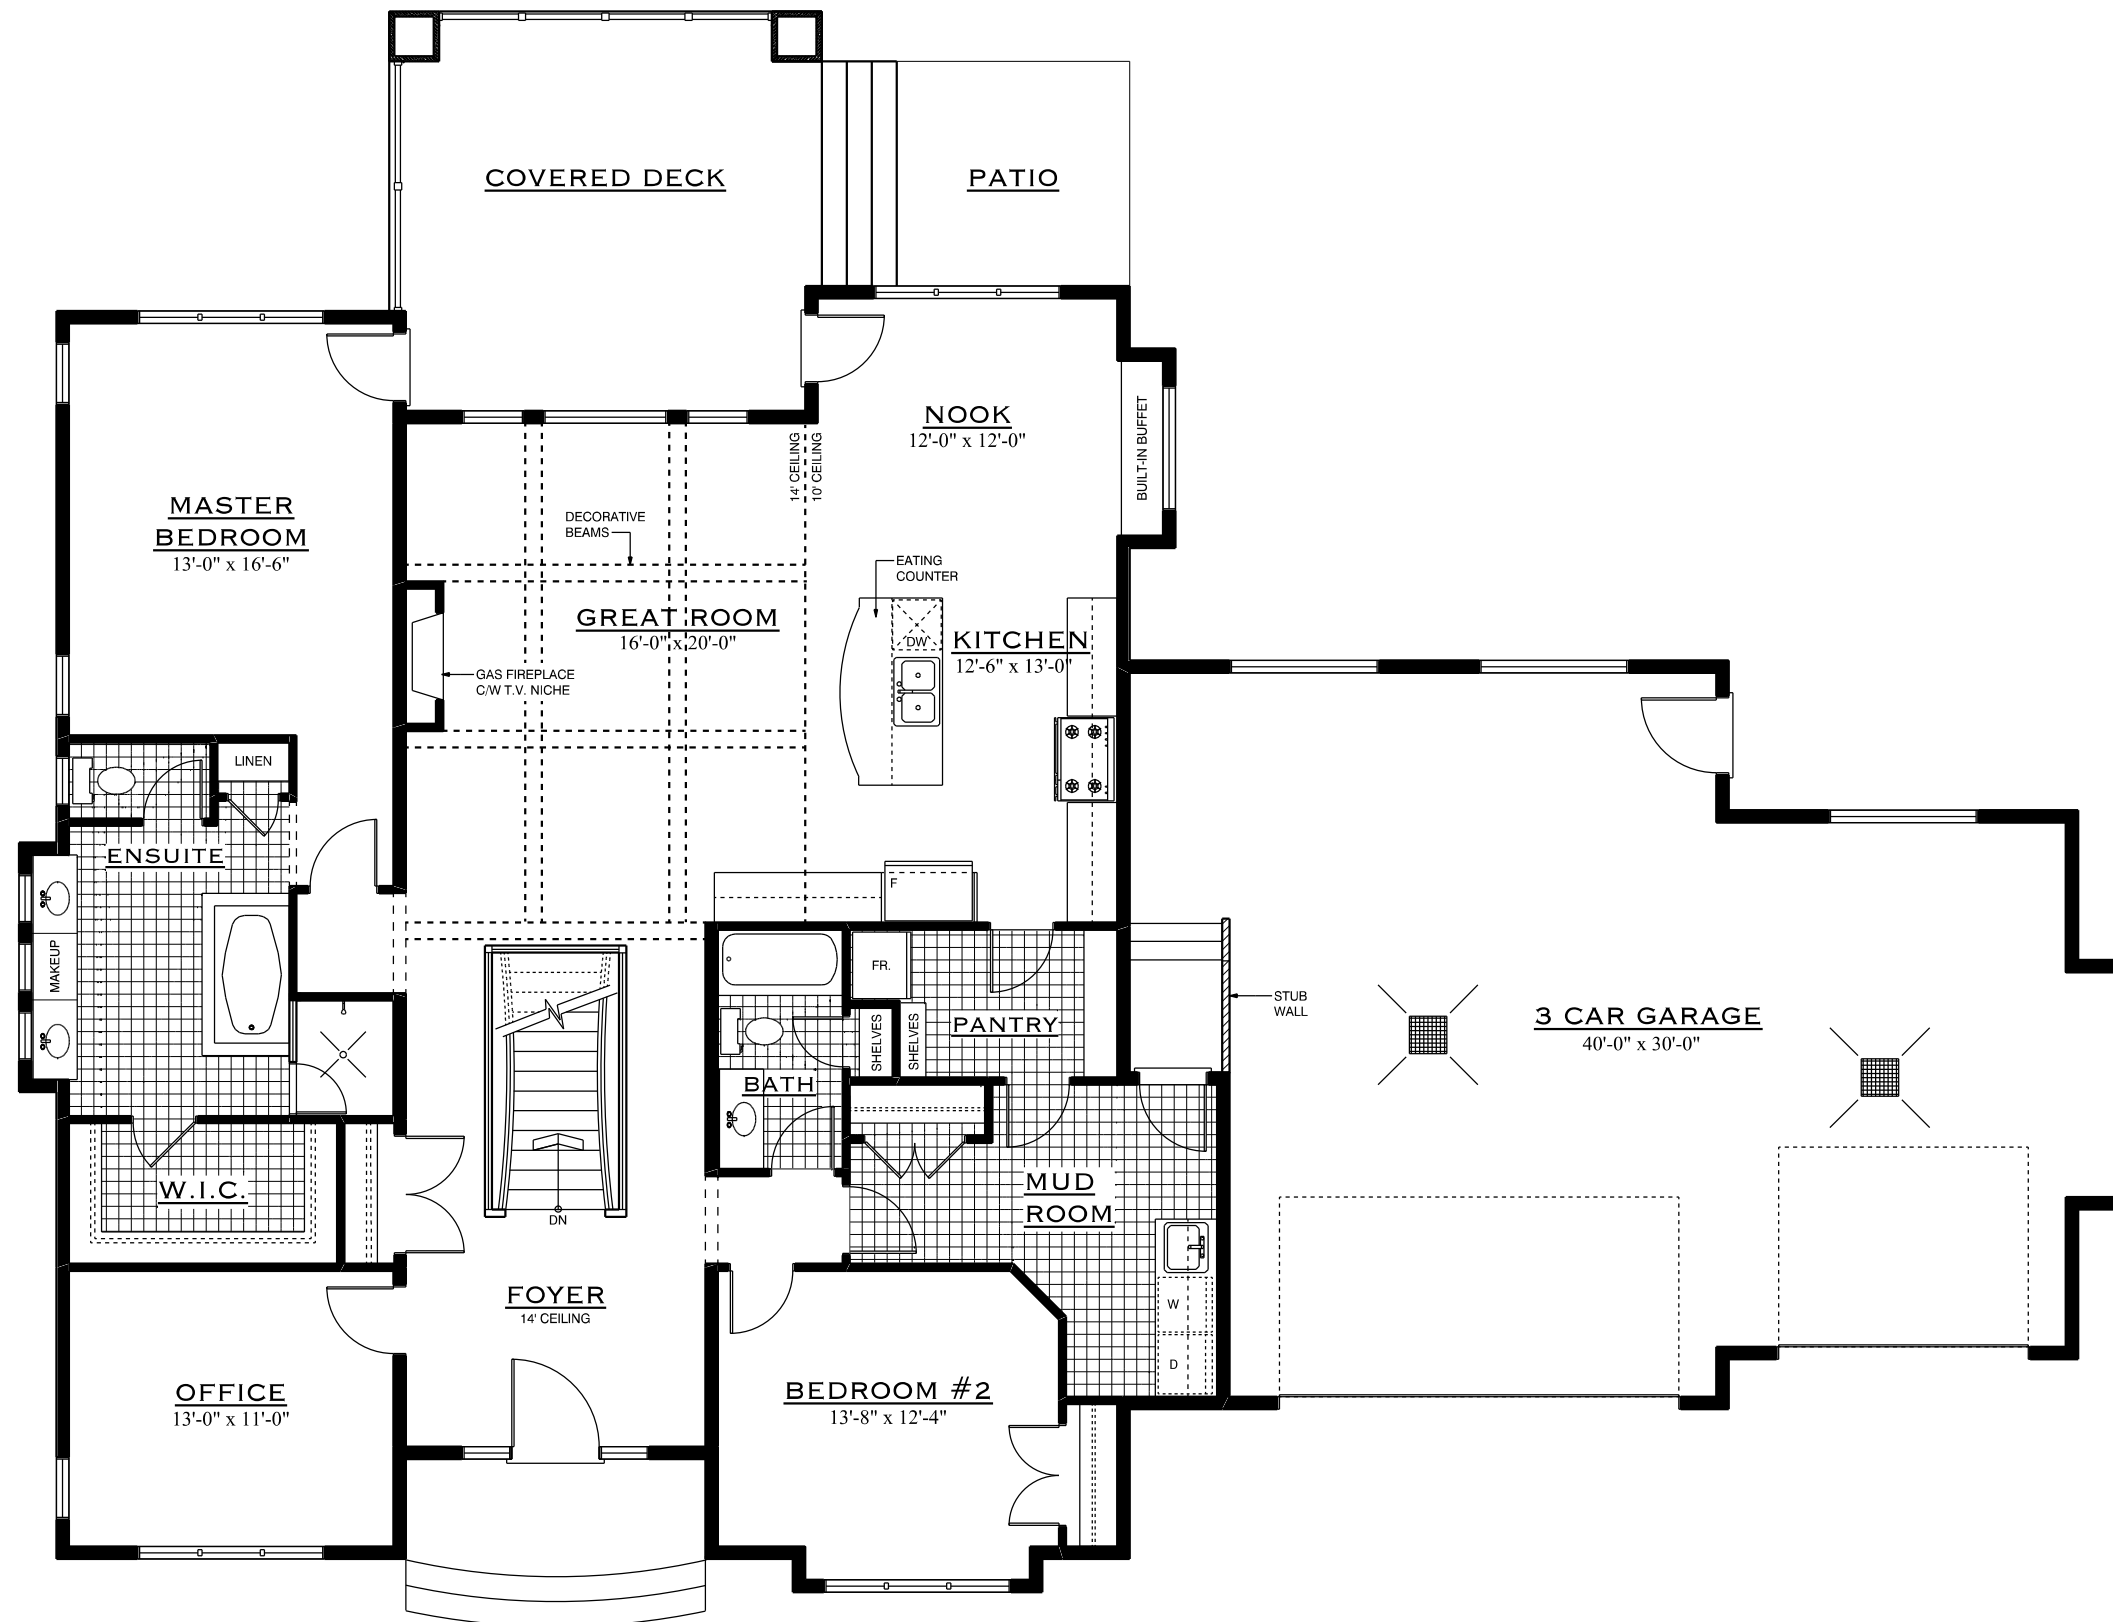 COVERED DECK
PATIO
NOOK
12'-0" x 12'-0"
BUILT-IN BUFFET
14' CEILING
10' CEILING
MASTER
BEDROOM
13'-0" x 16'-6"
DECORATIVE
BEAMS
EATING
COUNTER
GREAT ROOM
16'-0" x 20'-0"
DW
KITCHEN
12'-6" x 13'-0"
GAS FIREPLACE
C/W T.V. NICHE
LINEN
ENSUITE
F
MAKEUP
FR.
STUB
WALL
SHELVES
SHELVES
PANTRY
3 CAR GARAGE
40'-0" x 30'-0"
BATH
W.I.C.
MUD
ROOM
DN
FOYER
14' CEILING
W
D
OFFICE
13'-0" x 11'-0"
BEDROOM #2
13'-8" x 12'-4"